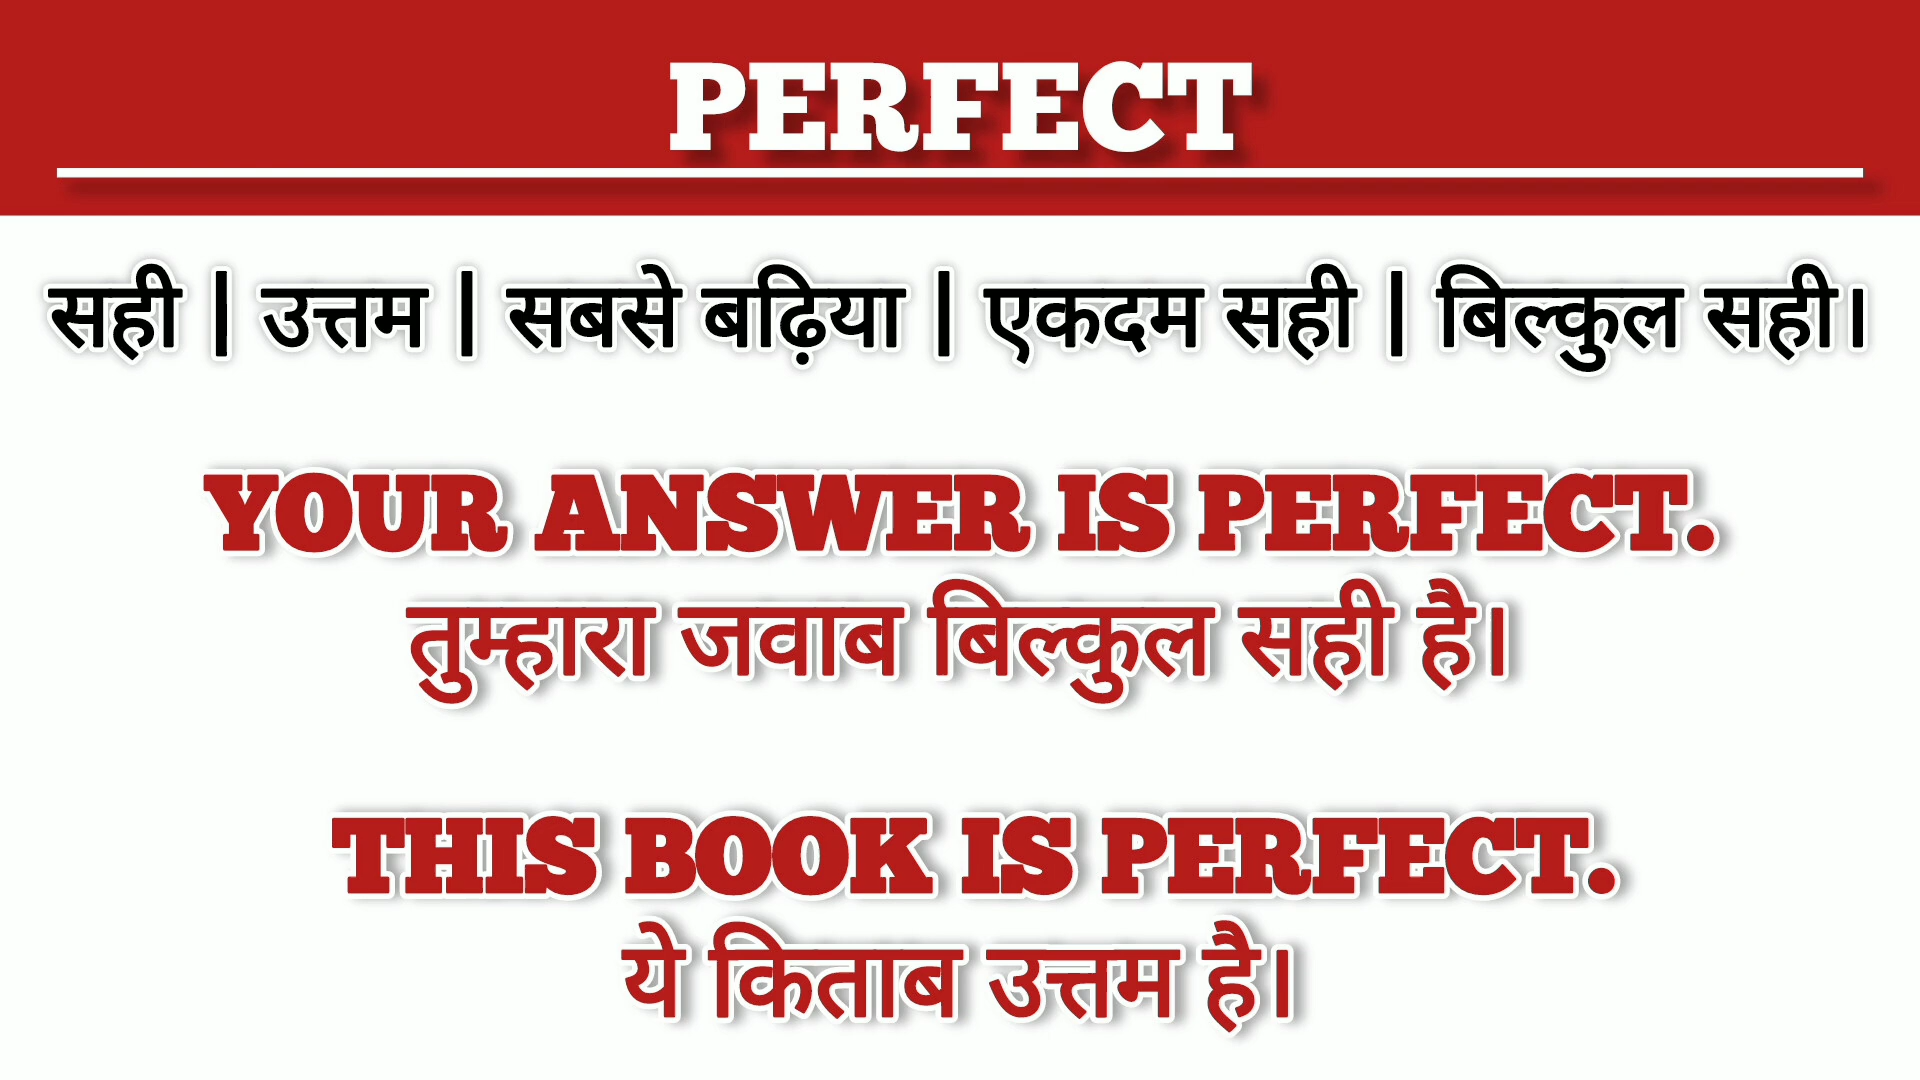 PERFECT
सही | उत्तम | सबसे बढ़िया | एकदम सही | बिल्कुल सही।
YOUR ANSWER IS PERFECT.
तुम्हारा जवाब बिल्कुल सही है।
THIS BOOK IS PERFECT.
ये किताब उत्तम है।